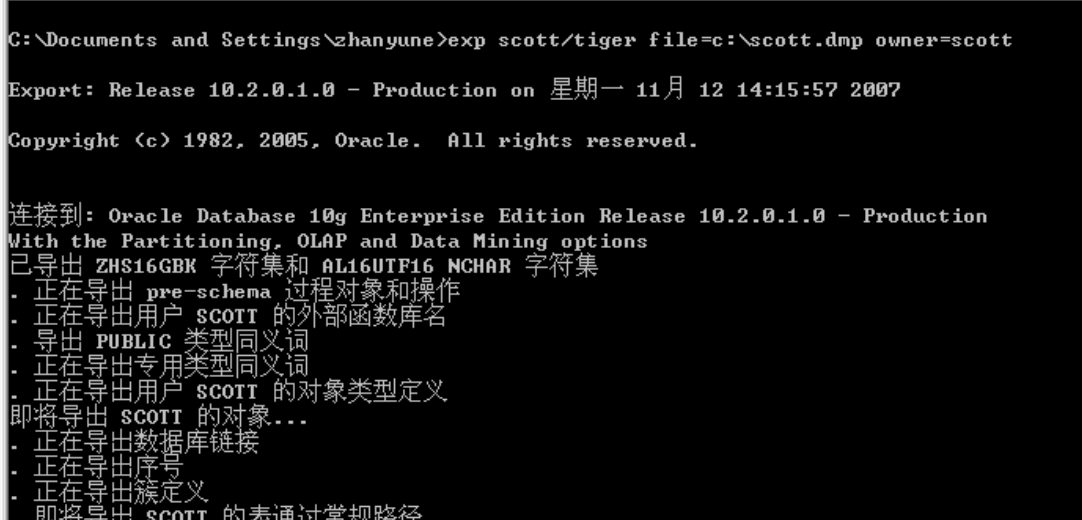 C:\Documents and Settings\zhanyune>exp scott/tiger file=c:\scott.dmp owner=scott
Export: Release 10.2.0.1.0 - Production on 星期一 11月 12 14:15:57 2007
Copyright (c) 1982, 2005, Oracle.  All rights reserved.
连接到: Oracle Database 10g Enterprise Edition Release 10.2.0.1.0 - Production
With the Partitioning, OLAP and Data Mining options
已导出 ZHS16GBK 字符集和 AL16UTF16 NCHAR 字符集
. 正在导出 pre-schema 过程对象和操作
. 正在导出用户 SCOTT 的外部函数库名
. 导出 PUBLIC 类型同义词
. 正在导出专用类型同义词
. 正在导出用户 SCOTT 的对象类型定义
即将导出 SCOTT 的对象...
. 正在导出数据库链接
. 正在导出序号
. 正在导出簇定义
即将导出 SCOTT 的表通过常规路径